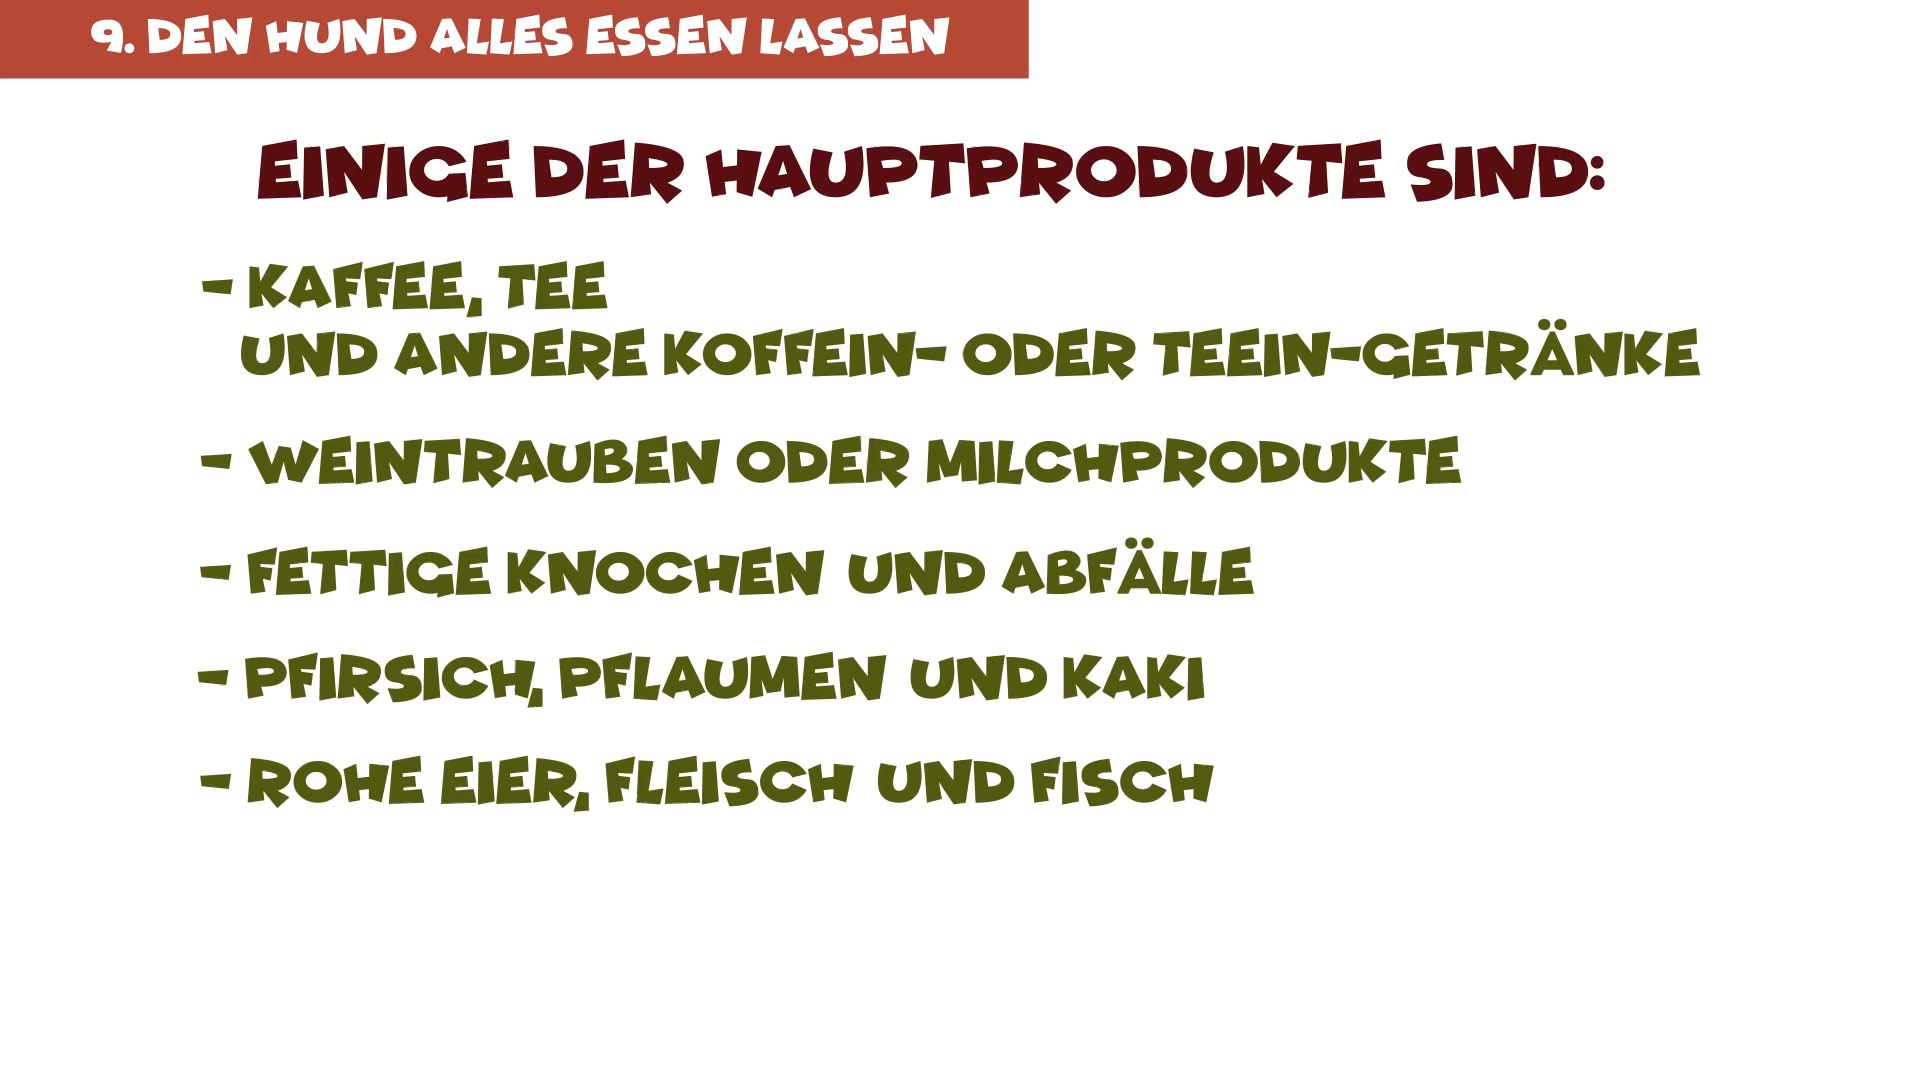 9. DEN HUND ALLES ESSEN LASSEN
EINIGE DER HAUPTPRODUKTE SIND:
- KAFFEE, TEE
UND ANDERE KOFFEIN- ODER TEEIN-GETRÄNKE
- WEINTRAUBEN ODER MILCHPRODUKTE
- FETTIGE KNOCHEN UND ABFÄLLE
- PFIRSICH, PFLAUMEN UND KAKI
- ROHE EIER, FLEISCH UND FISCH